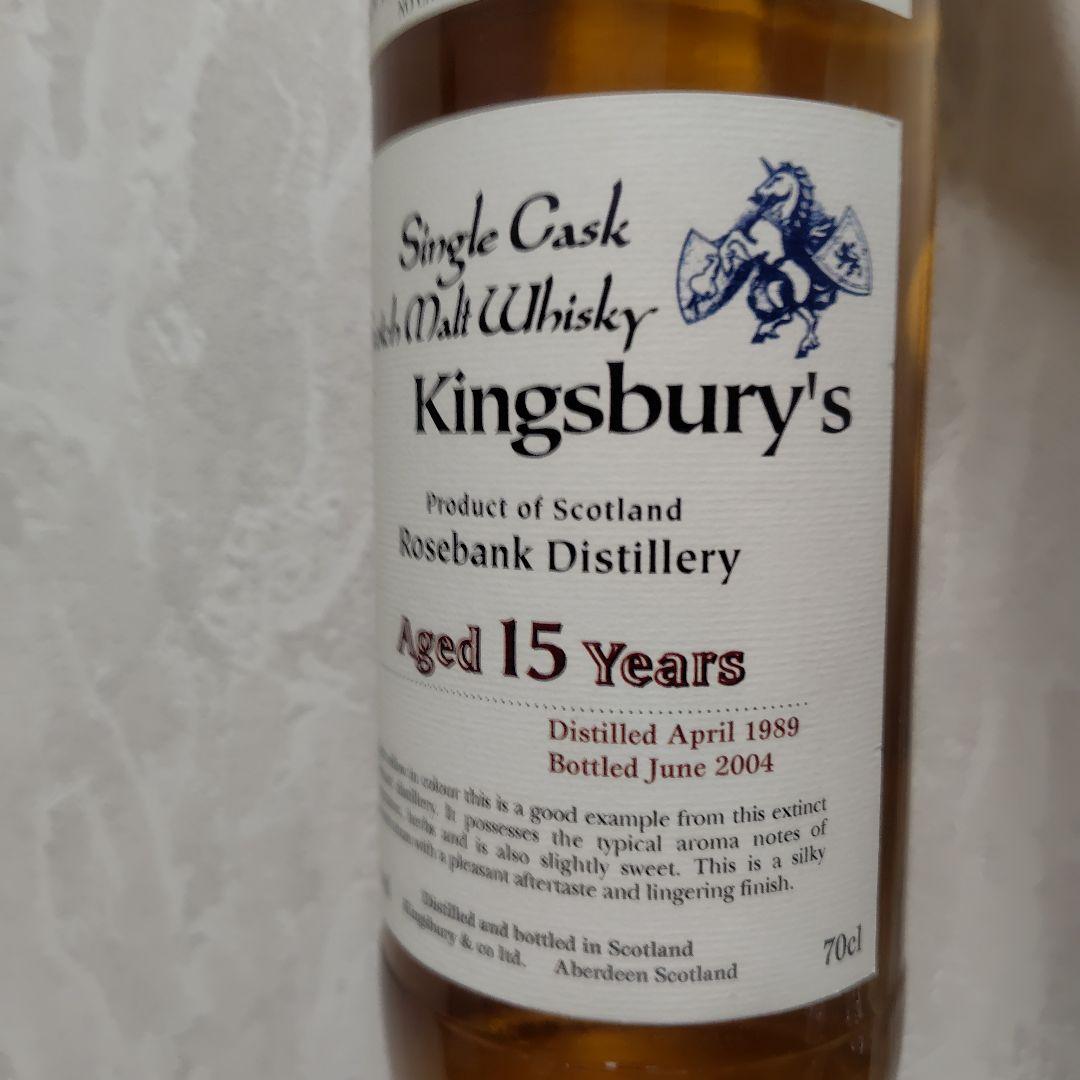 Single Cask
Malt Whisky
Kingsbury's
Product of Scotland
Rosebank Distillery
Aged 15 Years
Distilled April 1989
Bottled June 2004
in colour this is a good example from this extinct
distillery. It possesses the typical aroma notes of
herbs and is also slightly sweet. This is a silky
with a pleasant aftertaste and lingering finish.
Distilled and bottled in Scotland
Kingsbury & co ltd. Aberdeen Scotland
70cl